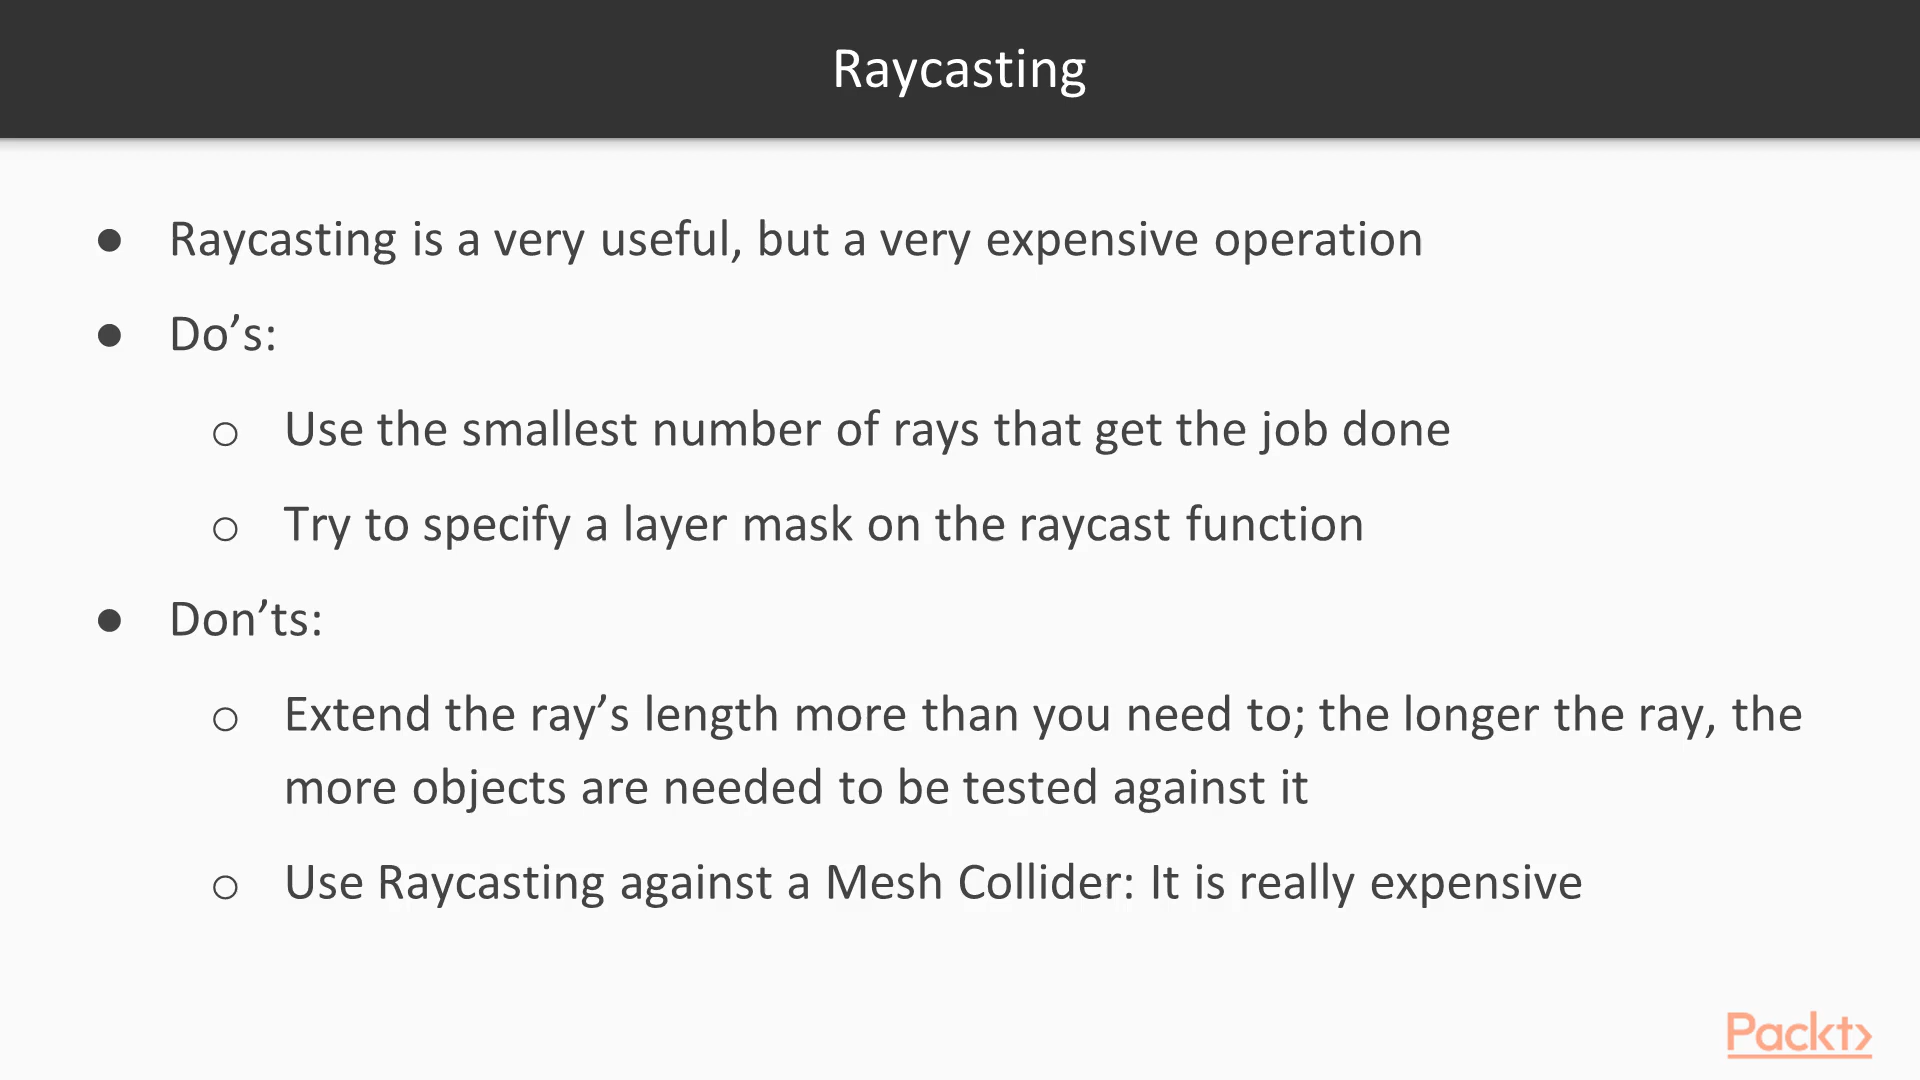 Raycasting
● Raycasting is a very useful, but a very expensive operation
● Do’s:
○ Use the smallest number of rays that get the job done
○ Try to specify a layer mask on the raycast function
● Don’ts:
○ Extend the ray’s length more than you need to; the longer the ray, the
more objects are needed to be tested against it
○ Use Raycasting against a Mesh Collider: It is really expensive
Packt>